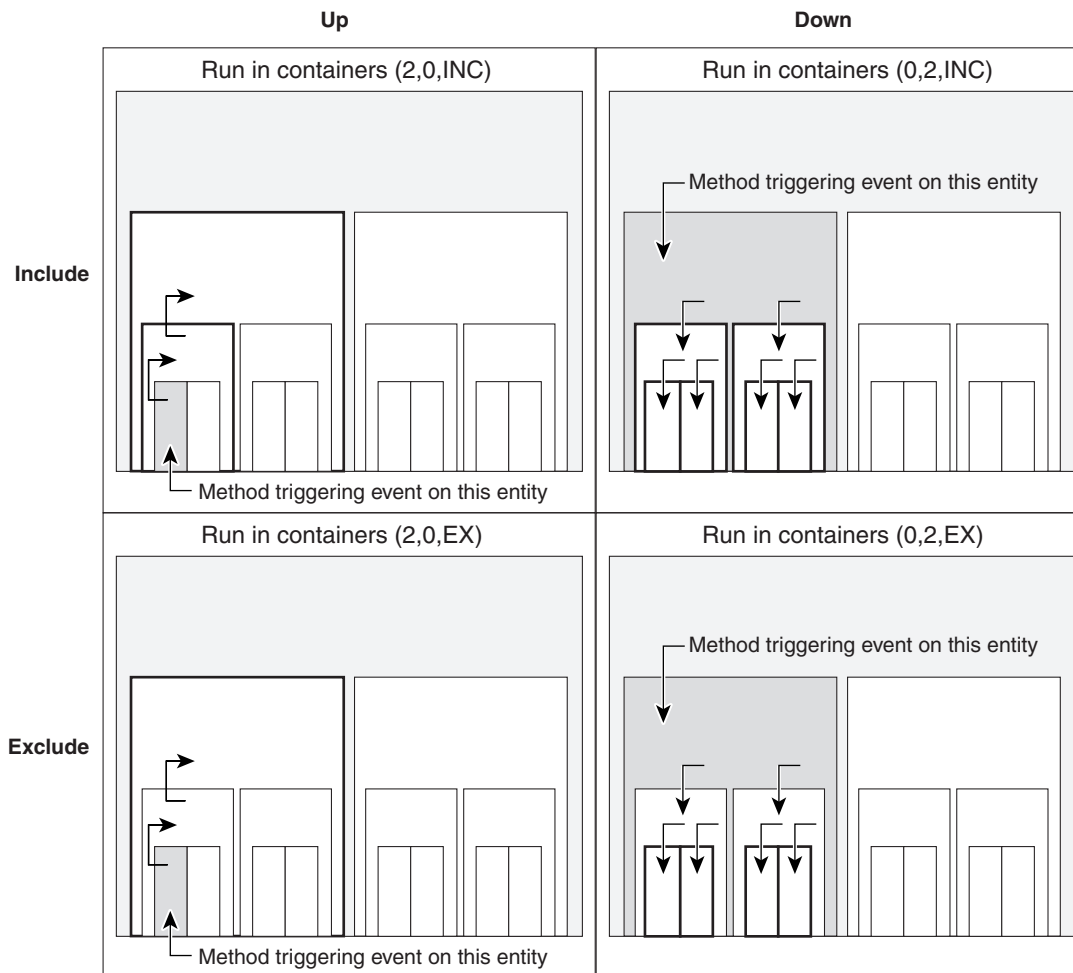 Up
Down
Run in containers (2,0,INC)
Run in containers (0,2,INC)
Method triggering event on this entity
Include
Method triggering event on this entity
Run in containers (2,0,EX)
Run in containers (0,2,EX)
Method triggering event on this entity
Exclude
Method triggering event on this entity